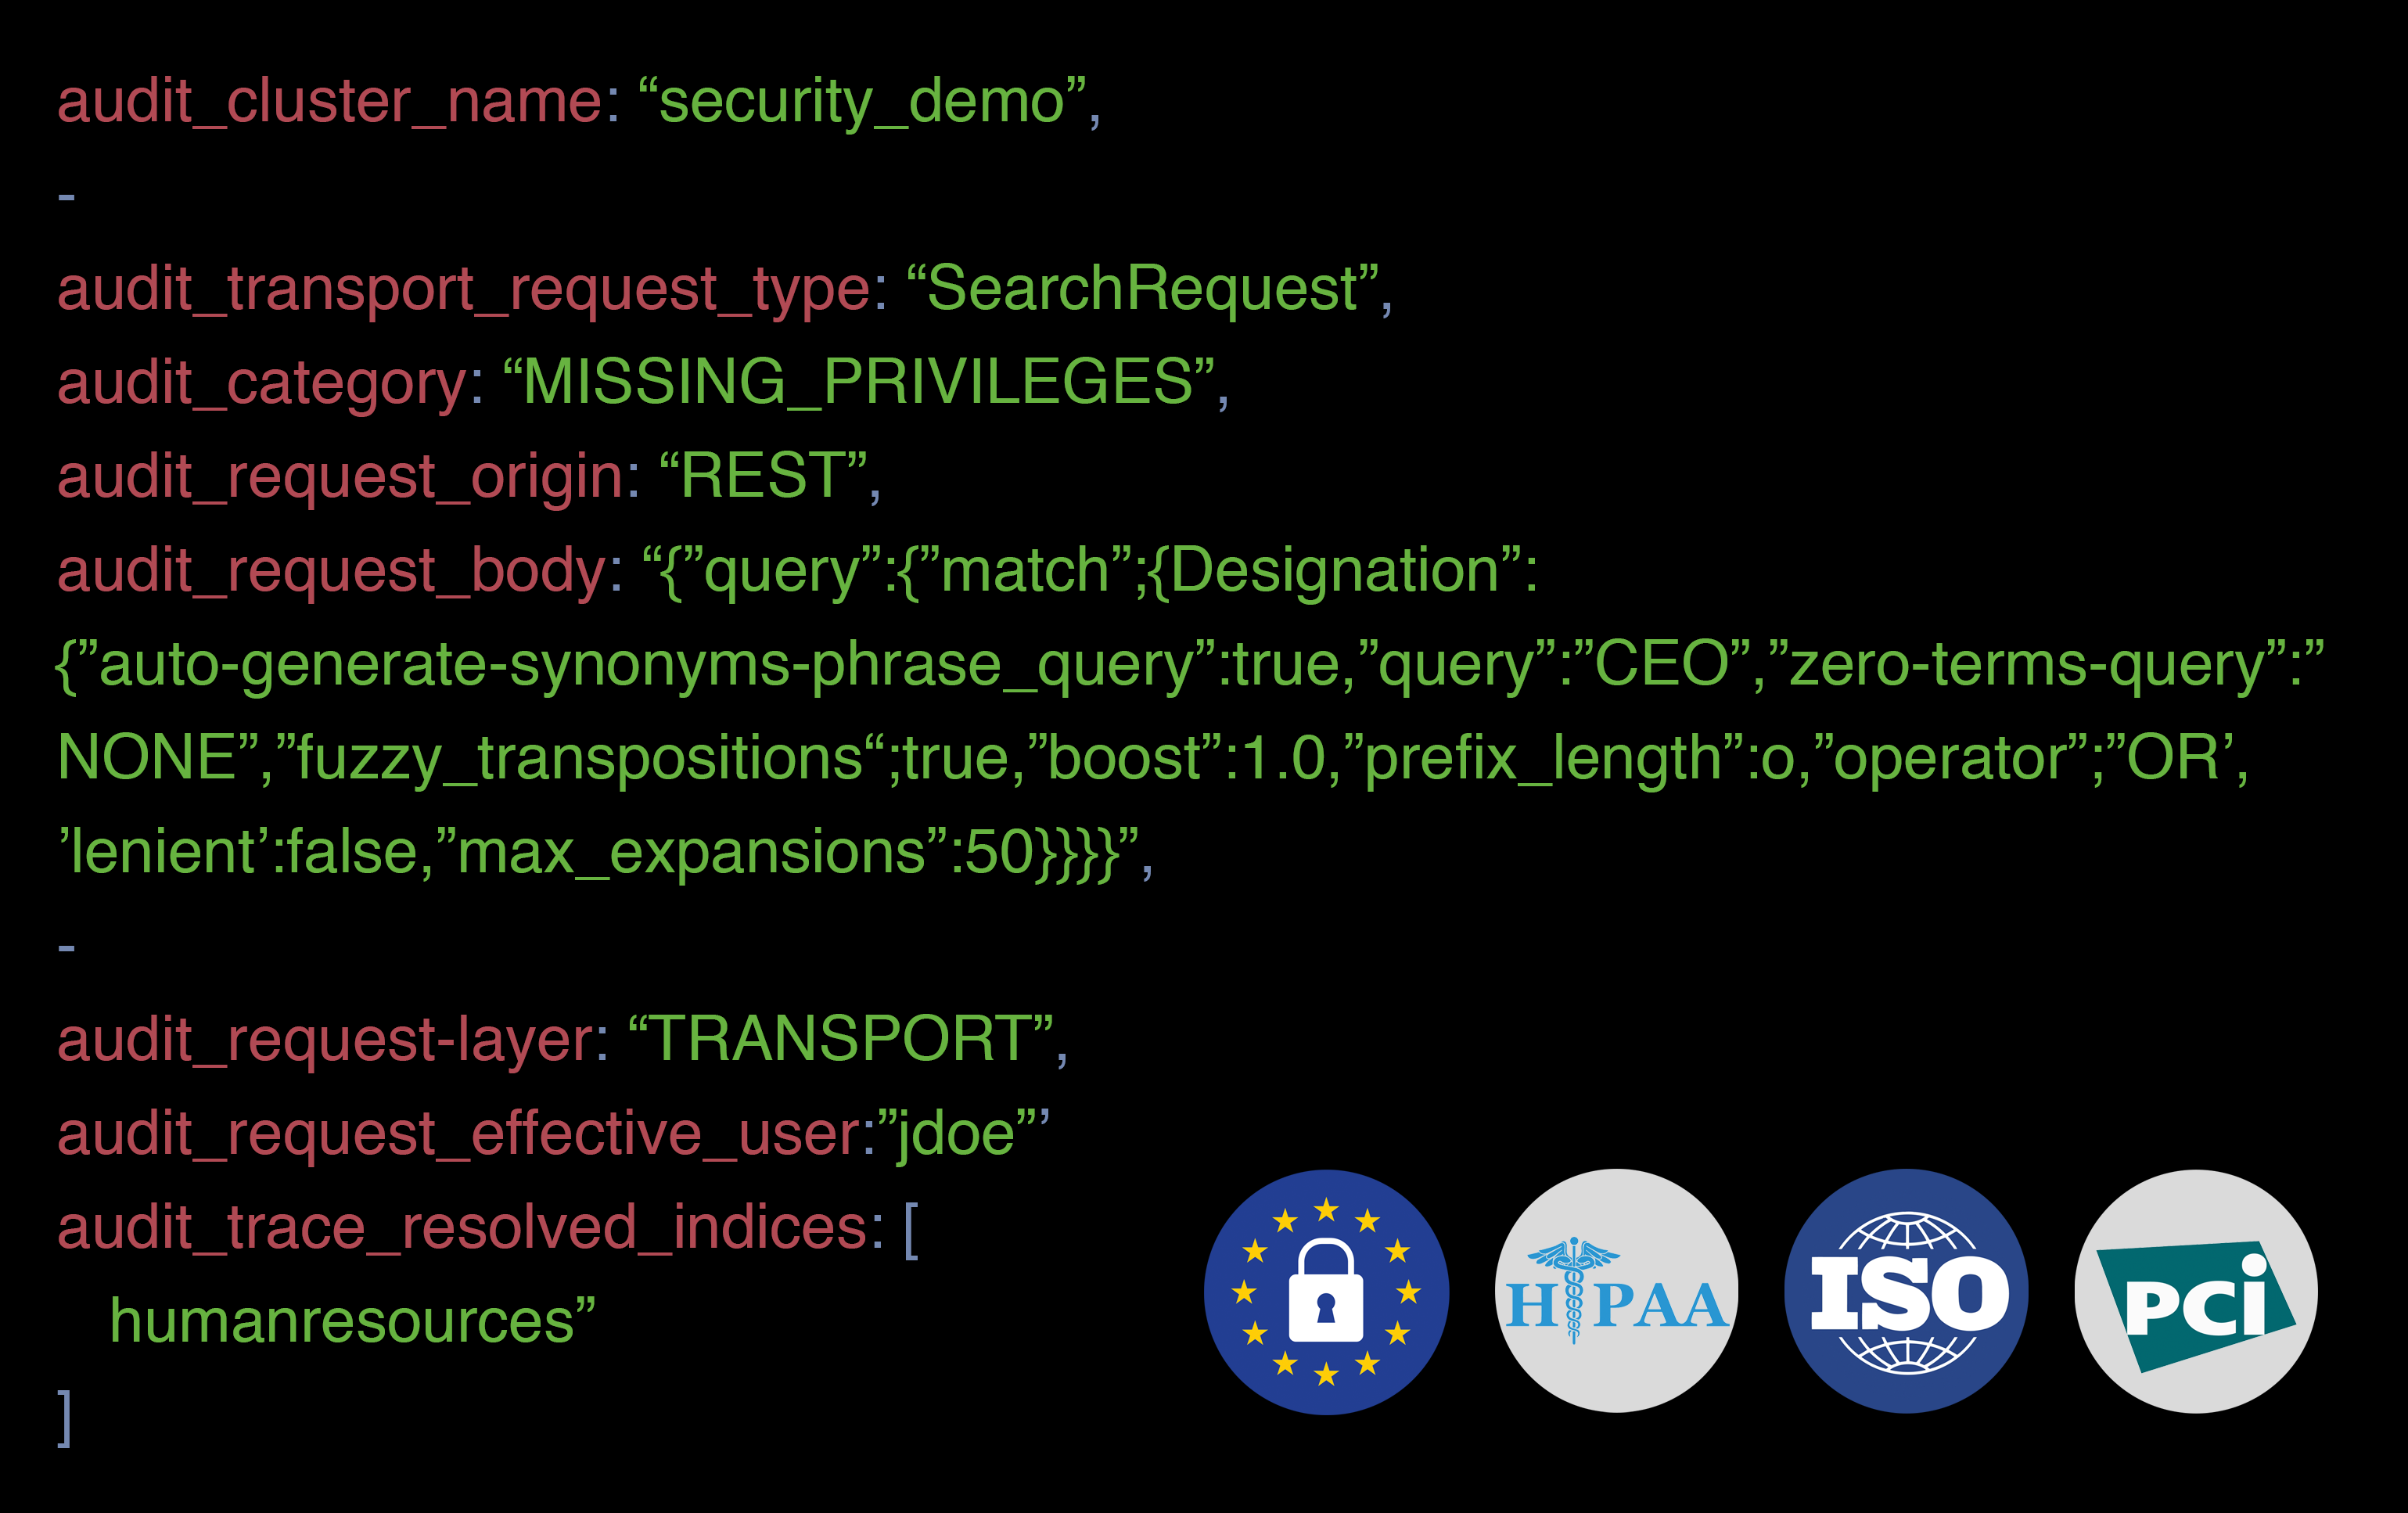 audit_cluster_name: “security_demo”,
-
audit_transport_request_type: “SearchRequest”,
audit_category: “MISSING_PRIVILEGES”,
audit_request_origin: “REST”,
audit_request_body: “{”query”:{”match”;{Designation”:
{”auto-generate-synonyms-phrase_query”:true,”query”:”CEO”,”zero-terms-query”:”
NONE”,”fuzzy_transpositions“;true,”boost”:1.0,”prefix_length”:o,”operator”;”OR’,
’lenient’:false,”max_expansions”:50}}}}”,
-
audit_request-layer: “TRANSPORT”,
audit_request_effective_user:”jdoe”’
audit_trace_resolved_indices: [
humanresources”
]
HIPAA
ISO
PCi